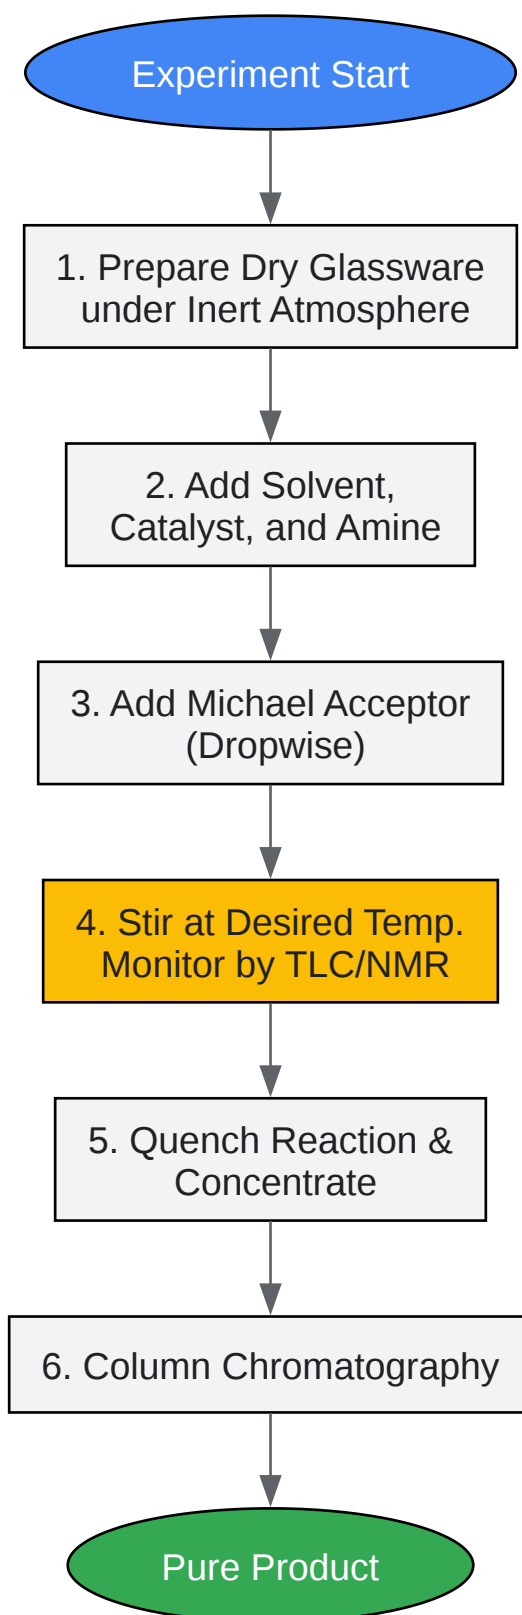 Experiment Start
1. Prepare Dry Glassware
under Inert Atmosphere
2. Add Solvent,
Catalyst, and Amine
3. Add Michael Acceptor
(Dropwise)
4. Stir at Desired Temp.
Monitor by TLC/NMR
5. Quench Reaction &
Concentrate
6. Column Chromatography
Pure Product